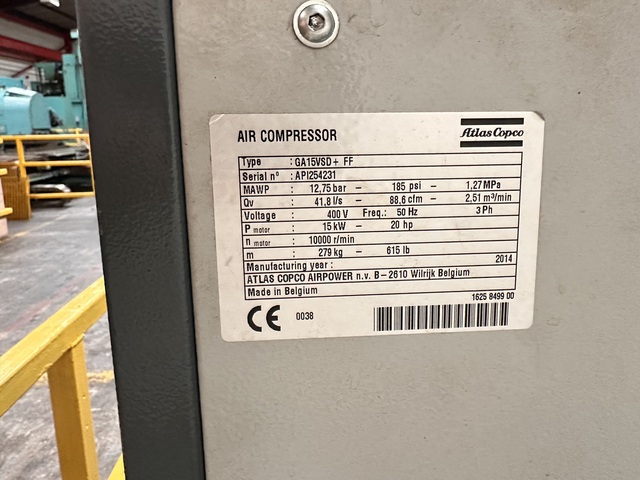 AIR COMPRESSOR
Atlas Copco
Type : GA15VSD+ FF
Serial n° : API254231
MAWP : 12,75 bar – 185 psi – 1,27 MPa
Qv : 41,8 l/s – 88,6 cfm – 2,51 m³/min
Voltage : 400 V Freq.: 50 Hz 3 Ph
P motor : 15 kW – 20 hp
n motor : 10000 r/min
m : 279 kg – 615 lb
Manufacturing year : 2014
ATLAS COPCO AIRPOWER n.v. B–2610 Wilrijk Belgium
Made in Belgium
1625 8499 00
CE 0038